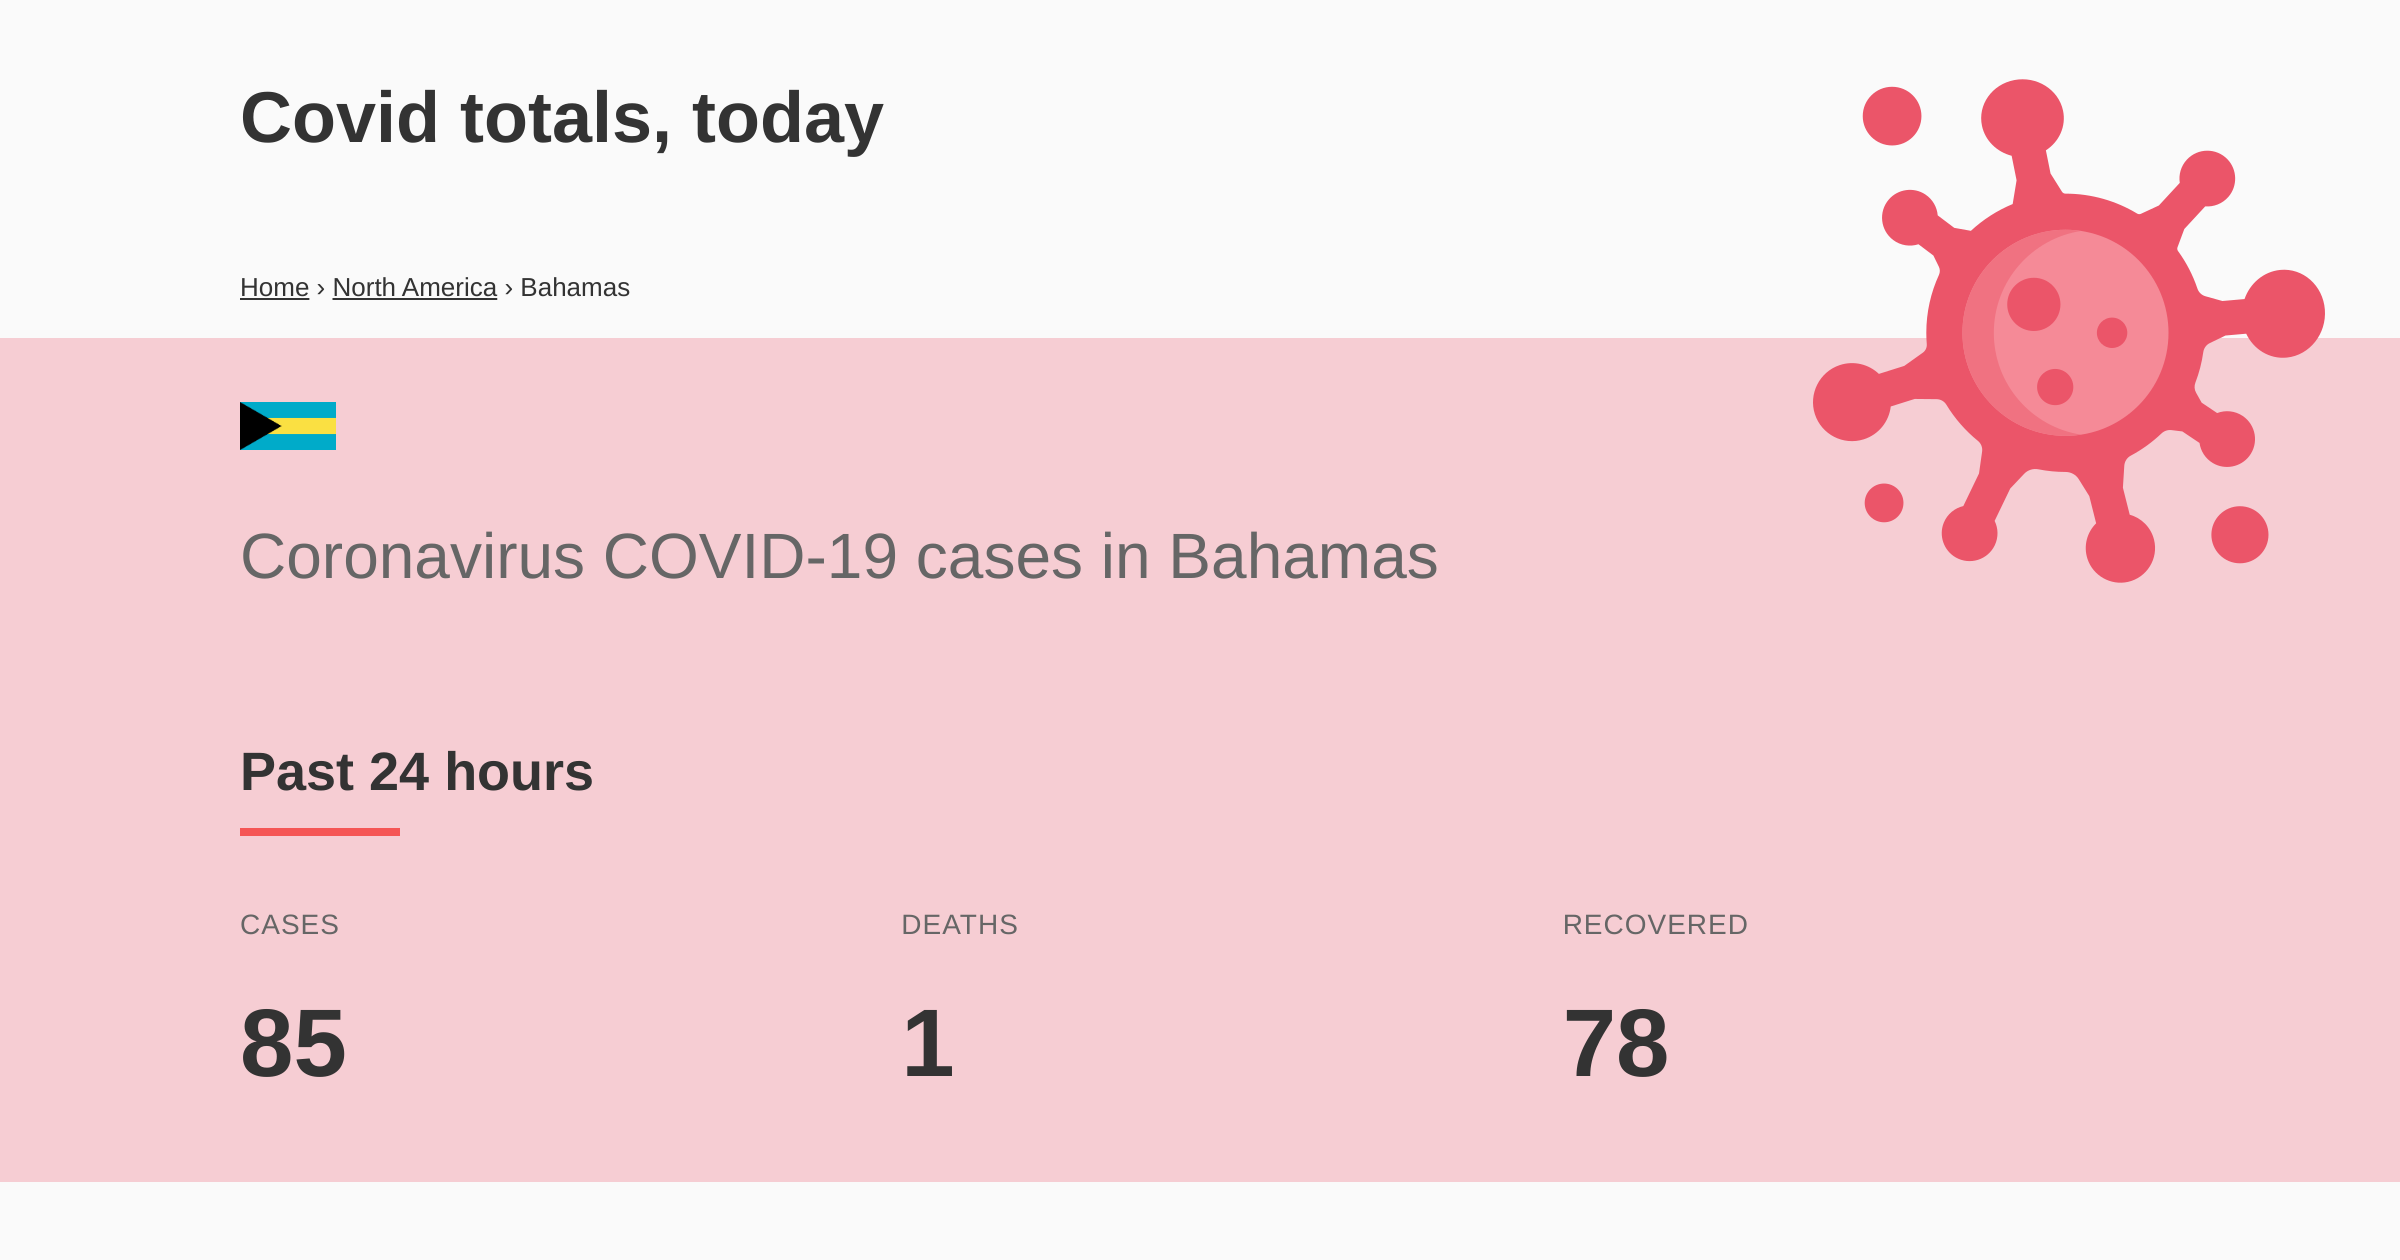 Covid totals, today
Home › North America › Bahamas
Coronavirus COVID-19 cases in Bahamas
Past 24 hours
CASES DEATHS RECOVERED
85 1 78